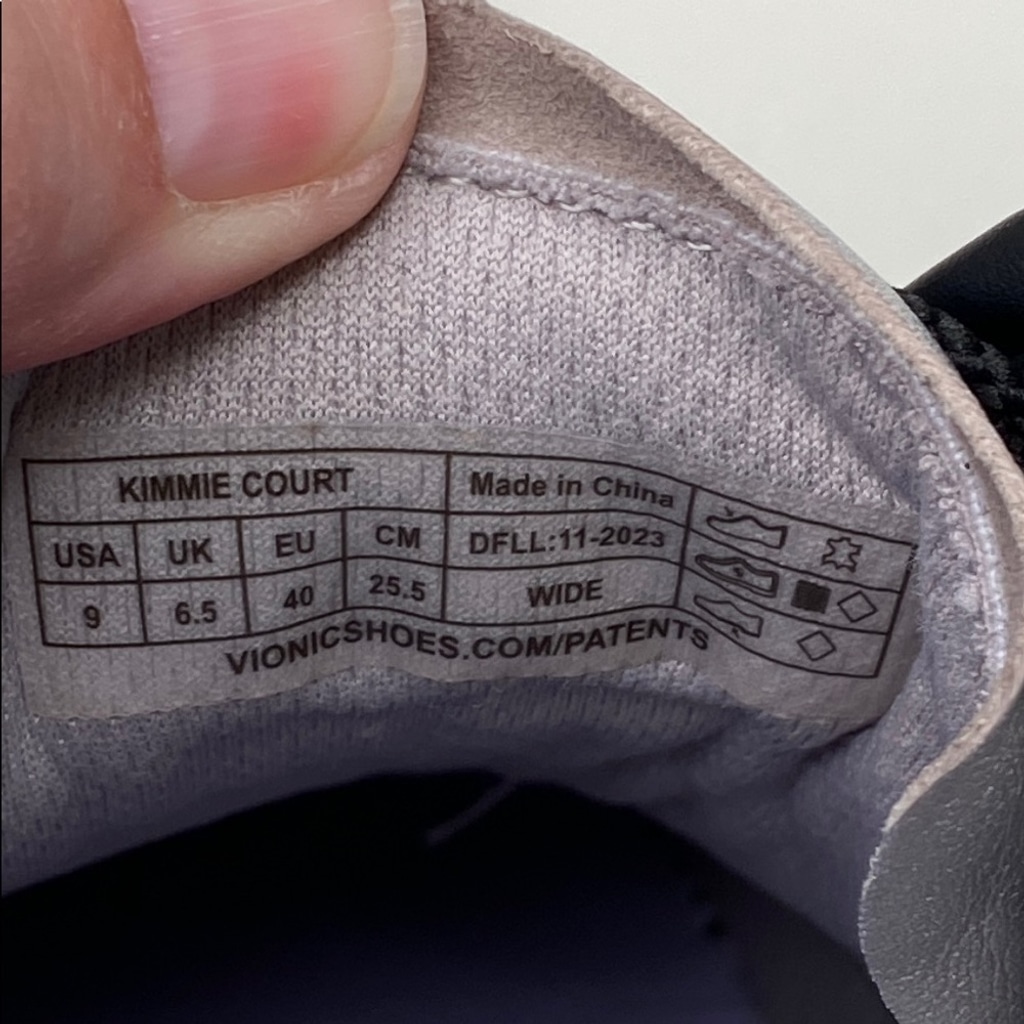 KIMMIE COURT Made in China
USA UK EU CM DFLL:11-2023
9 6.5 40 25.5 WIDE
VIONICSHOES.COM/PATENTS